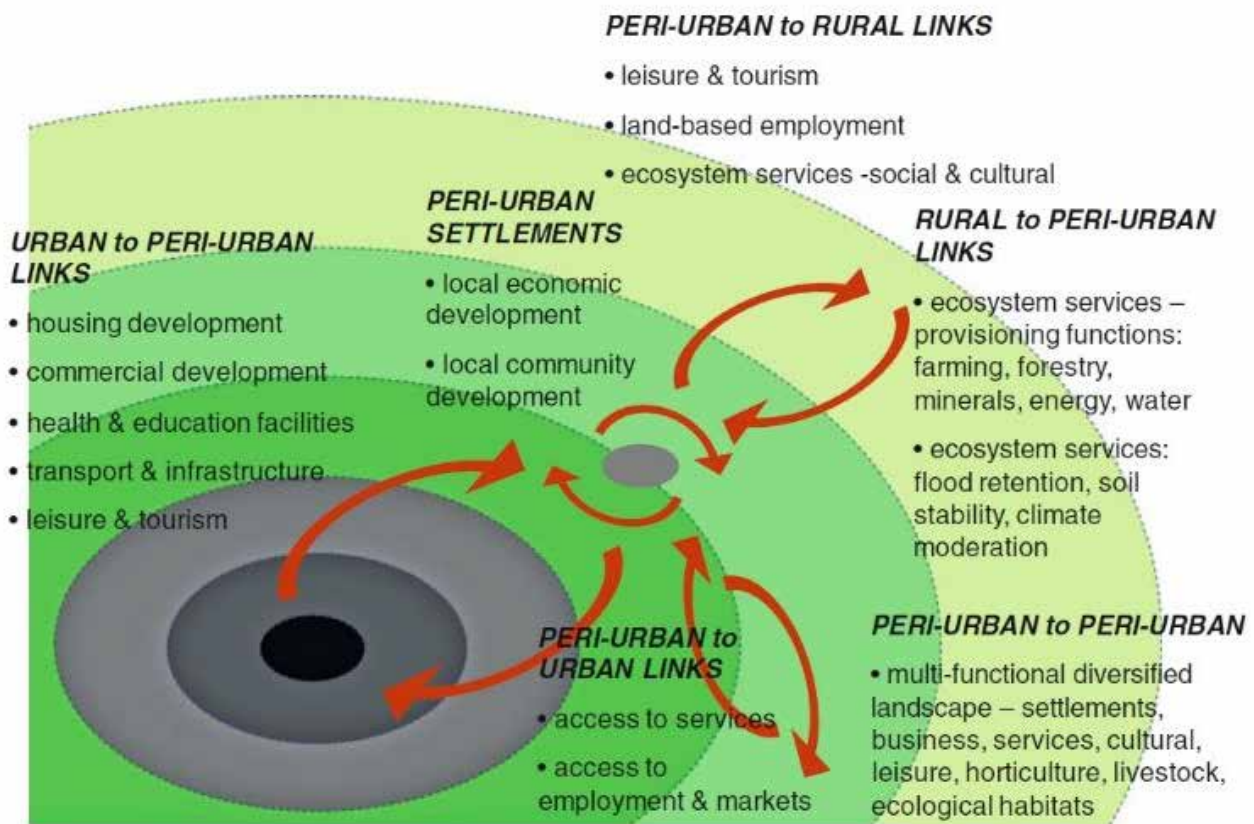 PERI-URBAN to RURAL LINKS
• leisure & tourism
• land-based employment
• ecosystem services -social & cultural
PERI-URBAN
SETTLEMENTS
• local economic
development
• local community
development
URBAN to PERI-URBAN
LINKS
• housing development
• commercial development
• health & education facilities
• transport & infrastructure
• leisure & tourism
RURAL to PERI-URBAN
LINKS
• ecosystem services –
provisioning functions:
farming, forestry,
minerals, energy, water
• ecosystem services:
flood retention, soil
stability, climate
moderation
PERI-URBAN to
URBAN LINKS
• access to services
• access to
employment & markets
PERI-URBAN to PERI-URBAN
• multi-functional diversified
landscape – settlements,
business, services, cultural,
leisure, horticulture, livestock,
ecological habitats